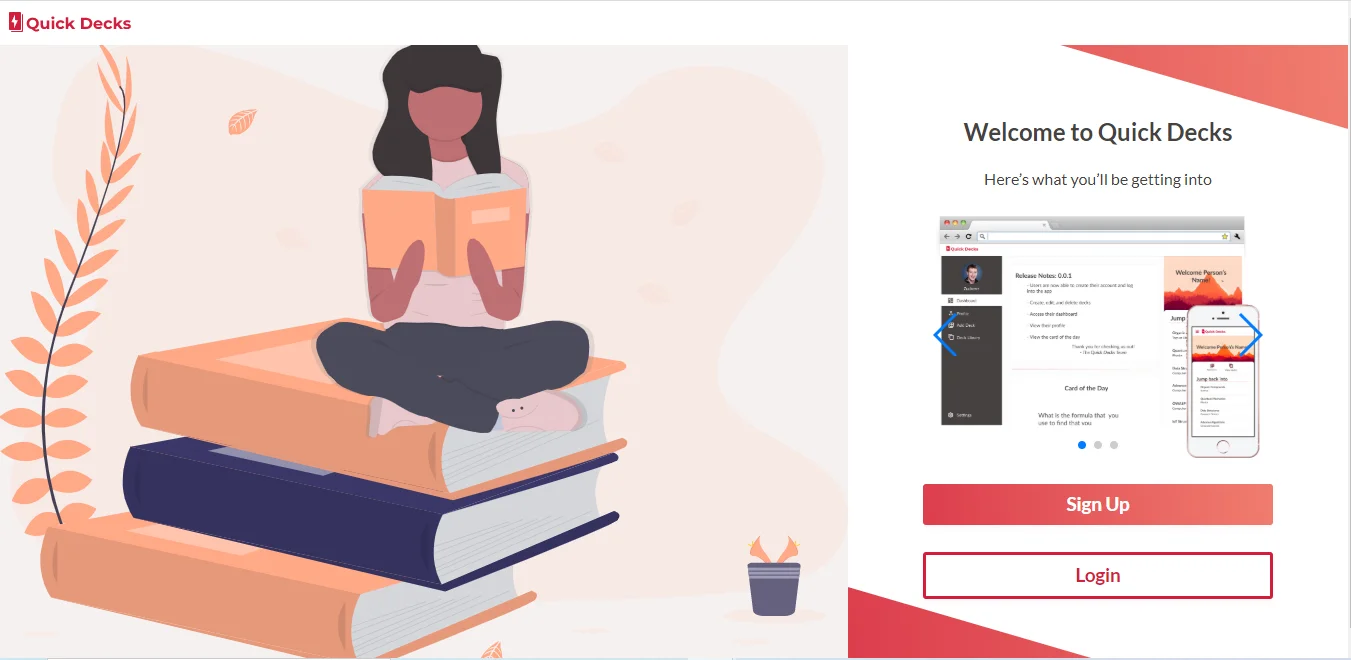 Quick Decks
Welcome to Quick Decks
Here's what you'll be getting into
Quick Decks
Release Notes: 0.0.1
- Users are now able to create their account and log
into the app
- Create, edit, and delete decks
- Access their dashboard
- View their profile
- View the card of the day
Thank you for checking us out!
- The Quick Decks Team
Card of the Day
What is the formula that you
use to find that you
Dashboard
Profile
Add Deck
Settings
Welcome Person's
Name!
Jump
Quick Decks
Welcome Person's Name
Jump back into
Sign Up
Login